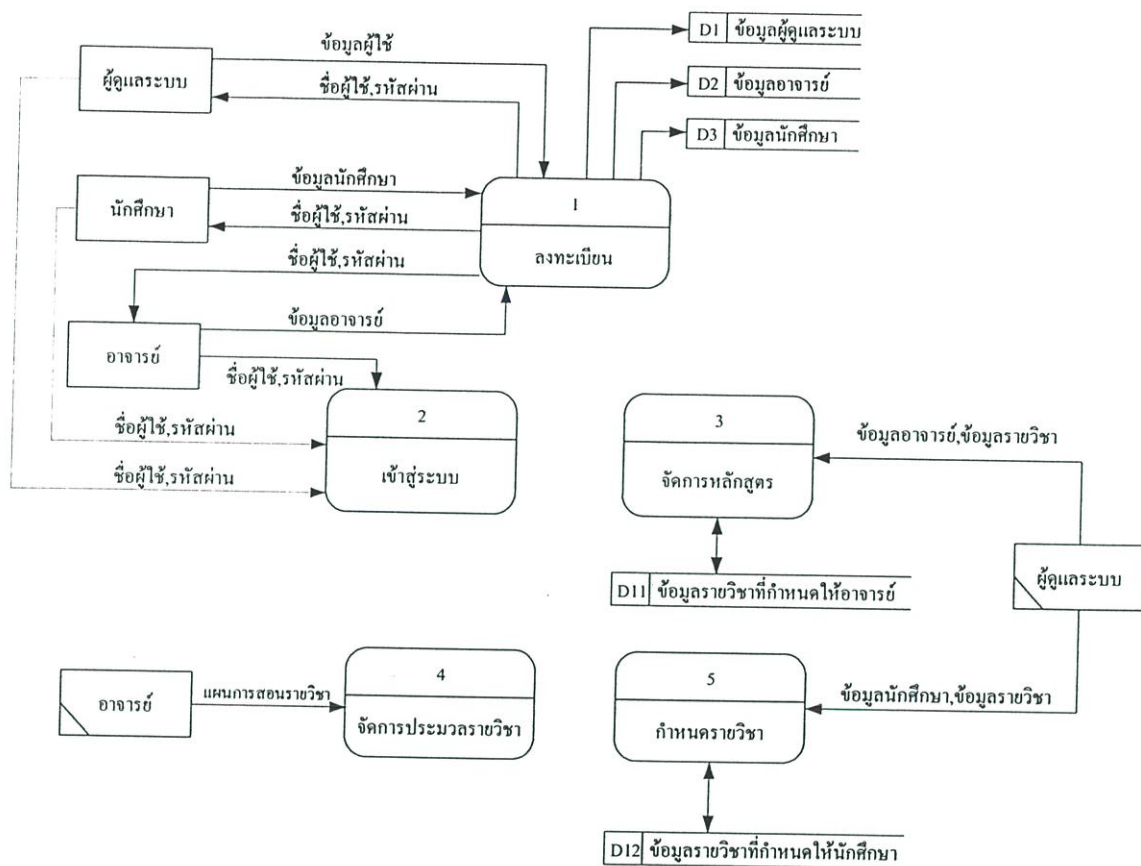 D1 ข้อมูลผู้ดูแลระบบ
ข้อมูลผู้ใช้
ผู้ดูแลระบบ
ชื่อผู้ใช้,รหัสผ่าน
D2 ข้อมูลอาจารย์
D3 ข้อมูลนักศึกษา
ข้อมูลนักศึกษา
นักศึกษา
ชื่อผู้ใช้,รหัสผ่าน
1
ลงทะเบียน
ชื่อผู้ใช้,รหัสผ่าน
ข้อมูลอาจารย์
อาจารย์
ชื่อผู้ใช้,รหัสผ่าน
2
เข้าสู่ระบบ
ชื่อผู้ใช้,รหัสผ่าน
ชื่อผู้ใช้,รหัสผ่าน
3
จัดการหลักสูตร
ข้อมูลอาจารย์,ข้อมูลรายวิชา
ผู้ดูแลระบบ
D11 ข้อมูลรายวิชาที่กำหนดให้อาจารย์
อาจารย์
แผนการสอนรายวิชา
4
จัดการประมวลรายวิชา
5
กำหนดรายวิชา
ข้อมูลนักศึกษา,ข้อมูลรายวิชา
D12 ข้อมูลรายวิชาที่กำหนดให้นักศึกษา